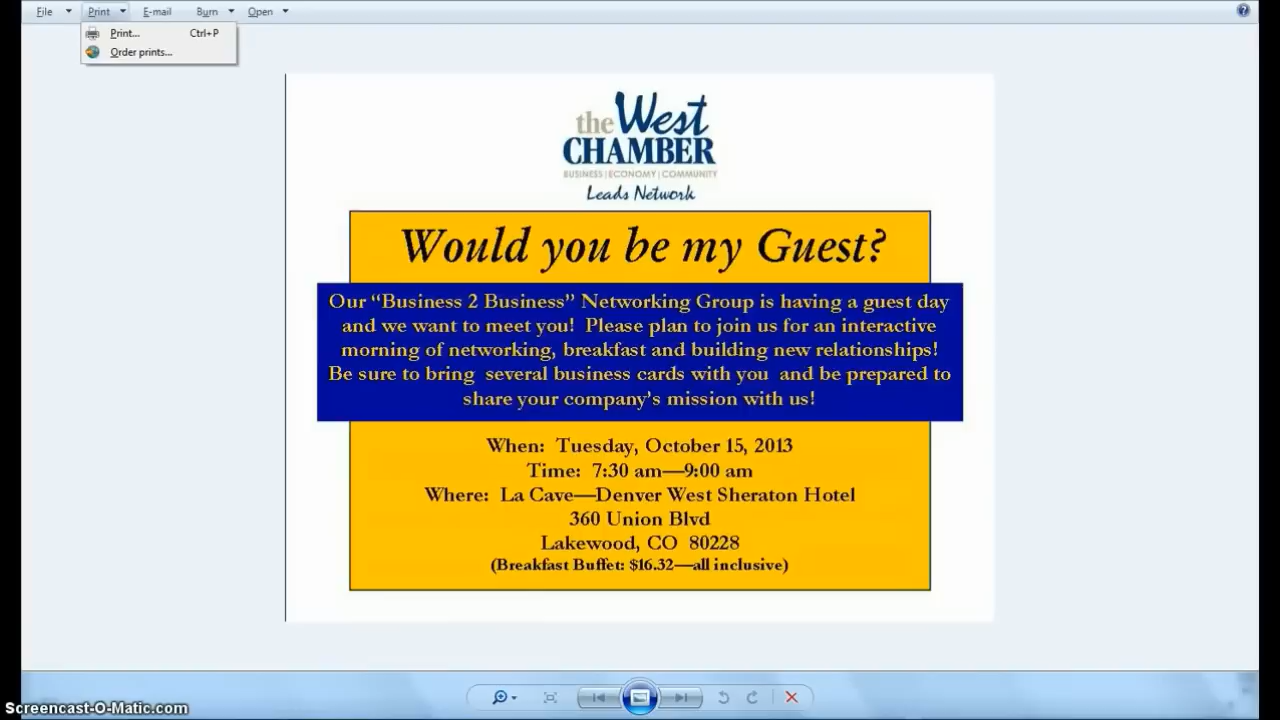 File Print E-mail Burn Open
Print... Ctrl+P
Order prints...
the West
CHAMBER
BUSINESS|ECONOMY|COMMUNITY
Leads Network
Would you be my Guest?
Our “Business 2 Business” Networking Group is having a guest day
and we want to meet you! Please plan to join us for an interactive
morning of networking, breakfast and building new relationships!
Be sure to bring several business cards with you and be prepared to
share your company's mission with us!
When: Tuesday, October 15, 2013
Time: 7:30 am—9:00 am
Where: La Cave—Denver West Sheraton Hotel
360 Union Blvd
Lakewood, CO 80228
(Breakfast Buffet: $16.32—all inclusive)
Screencast-O-Matic.com